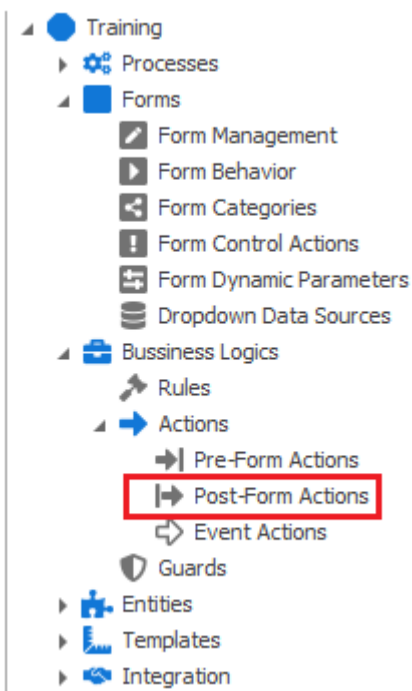 Training
Processes
Forms
Form Management
Form Behavior
Form Categories
Form Control Actions
Form Dynamic Parameters
Dropdown Data Sources
Bussiness Logics
Rules
Actions
Pre-Form Actions
Post-Form Actions
Event Actions
Guards
Entities
Templates
Integration